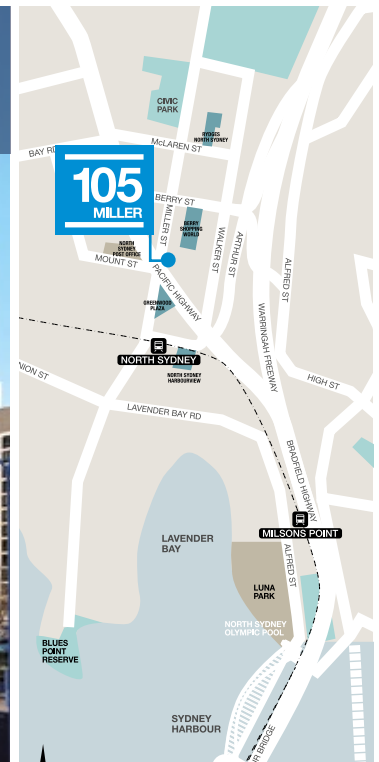 CIVIC
PARK
RYDGES
NORTH SYDNEY
McLAREN ST
BAY RD
105
MILLER
BERRY ST
MILLER ST
BERRY
SHOPPING
WORLD
WALKER ST
ARTHUR ST
NORTH
SYDNEY
POST OFFICE
MOUNT ST
PACIFIC HIGHWAY
ALFRED ST
GREENWOOD
PLAZA
WARRINGAH FREEWAY
NORTH SYDNEY
NORTH SYDNEY
HARBOURVIEW
NION ST
HIGH ST
LAVENDER BAY RD
BRADFIELD HIGHWAY
MILSONS POINT
LAVENDER
BAY
ALFRED ST
LUNA
PARK
NORTH SYDNEY
OLYMPIC POOL
BLUES
POINT
RESERVE
SYDNEY
HARBOUR
R BRIDGE